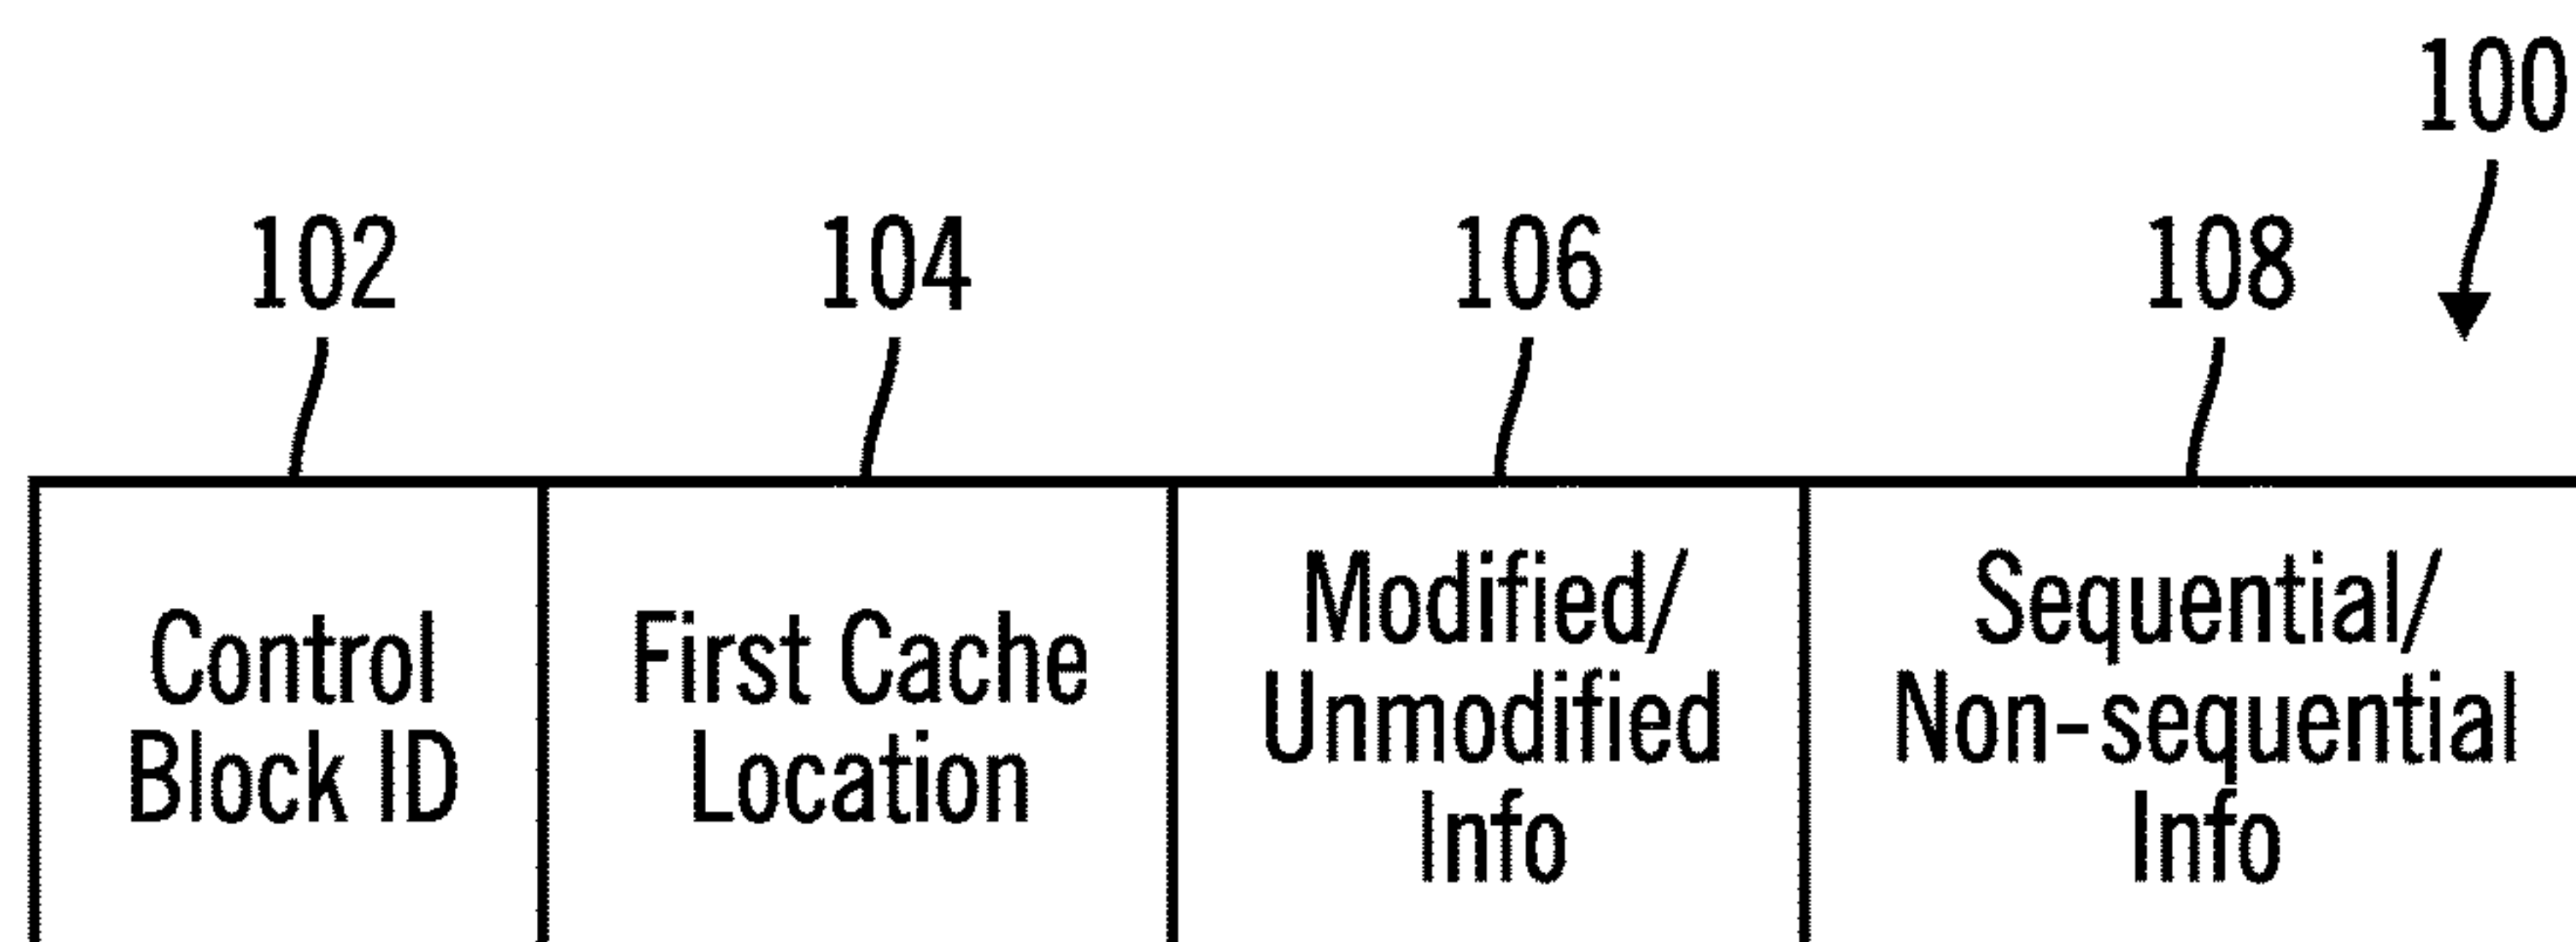 100
102
104
106
108
Control
Block ID
First Cache
Location
Modified/
Unmodified
Info
Sequential/
Non-sequential
Info